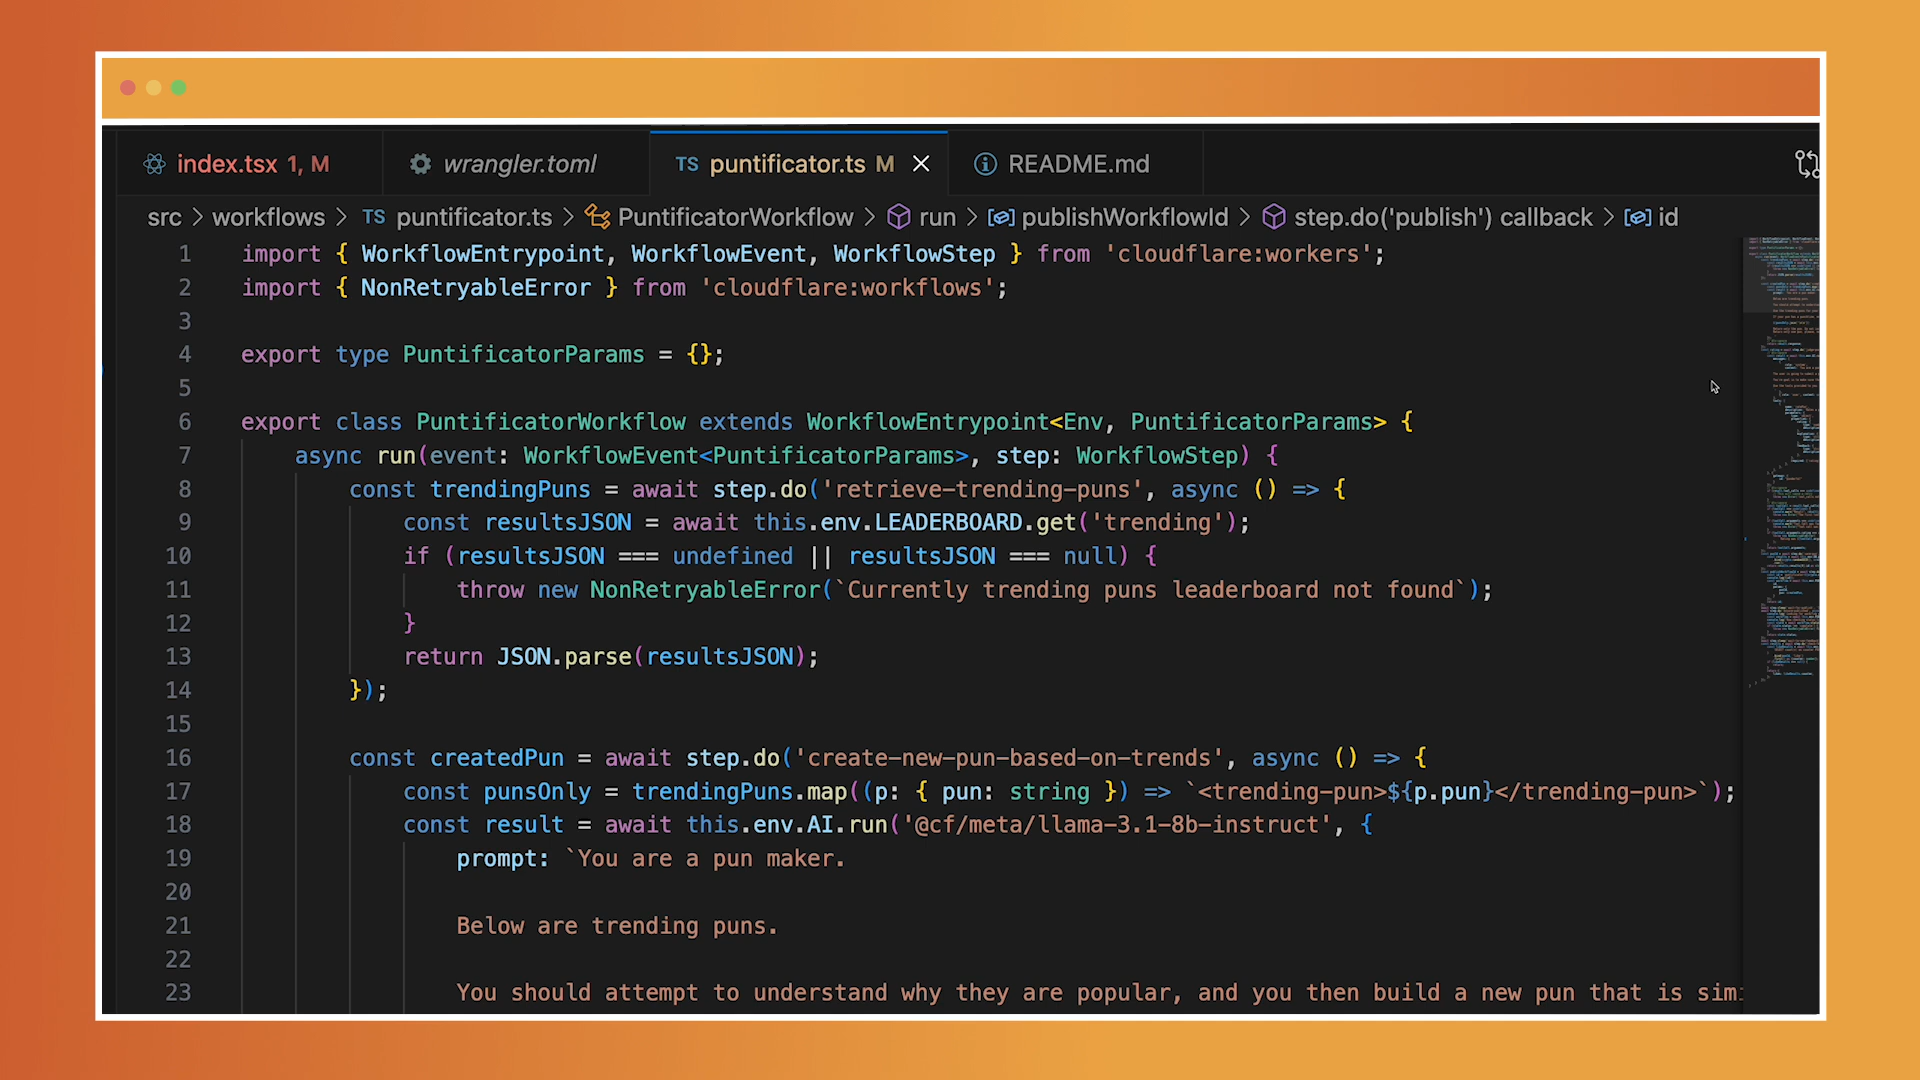 index.tsx 1, M
wrangler.toml
TS puntificator.ts M
README.md
src > workflows > TS puntificator.ts > PuntificatorWorkflow > run > publishWorkflowId > step.do('publish') callback > id
1 import { WorkflowEntrypoint, WorkflowEvent, WorkflowStep } from 'cloudflare:workers';
2 import { NonRetryableError } from 'cloudflare:workflows';
3
4 export type PuntificatorParams = {};
5
6 export class PuntificatorWorkflow extends WorkflowEntrypoint<Env, PuntificatorParams> {
7 async run(event: WorkflowEvent<PuntificatorParams>, step: WorkflowStep) {
8 const trendingPuns = await step.do('retrieve-trending-puns', async () => {
9 const resultsJSON = await this.env.LEADERBOARD.get('trending');
10 if (resultsJSON === undefined || resultsJSON === null) {
11 throw new NonRetryableError(`Currently trending puns leaderboard not found`);
12 }
13 return JSON.parse(resultsJSON);
14 });
15
16 const createdPun = await step.do('create-new-pun-based-on-trends', async () => {
17 const punsOnly = trendingPuns.map((p: { pun: string }) => `<trending-pun>${p.pun}</trending-pun>`);
18 const result = await this.env.AI.run('@cf/meta/llama-3.1-8b-instruct', {
19 prompt: `You are a pun maker.
20
21 Below are trending puns.
22
23 You should attempt to understand why they are popular, and you then build a new pun that is simi